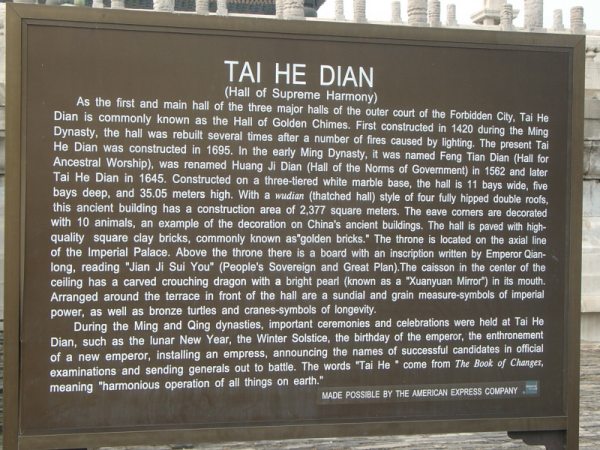 TAI HE DIAN
(Hall of Supreme Harmony)
As the first and main hall of the three major halls of the outer court of the Forbidden City, Tai He
Dian is commonly known as the Hall of Golden Chimes. First constructed in 1420 during the Ming
Dynasty, the hall was rebuilt several times after a number of fires caused by lighting. The present Tai
He Dian was constructed in 1695. In the early Ming Dynasty, it was named Feng Tian Dian (Hall for
Ancestral Worship), was renamed Huang Ji Dian (Hall of the Norms of Government) in 1562 and later
Tai He Dian in 1645. Constructed on a three-tiered white marble base, the hall is 11 bays wide, five
bays deep, and 35.05 meters high. With a wudian (thatched hall) style of four fully hipped double roofs,
this ancient building has a construction area of 2,377 square meters. The eave corners are decorated
with 10 animals, an example of the decoration on China's ancient buildings. The hall is paved with high-
quality square clay bricks, commonly known as"golden bricks." The throne is located on the axial line
of the Imperial Palace. Above the throne there is a board with an inscription written by Emperor Qian-
long, reading "Jian Ji Sui You" (People's Sovereign and Great Plan).The caisson in the center of the
ceiling has a carved crouching dragon with a bright pearl (known as a "Xuanyuan Mirror") in its mouth.
Arranged around the terrace in front of the hall are a sundial and grain measure-symbols of imperial
power, as well as bronze turtles and cranes-symbols of longevity.
During the Ming and Qing dynasties, important ceremonies and celebrations were held at Tai He
Dian, such as the lunar New Year, the Winter Solstice, the birthday of the emperor, the enthronement
of a new emperor, installing an empress, announcing the names of successful candidates in official
examinations and sending generals out to battle. The words "Tai He " come from The Book of Changes,
meaning "harmonious operation of all things on earth."
MADE POSSIBLE BY THE AMERICAN EXPRESS COMPANY